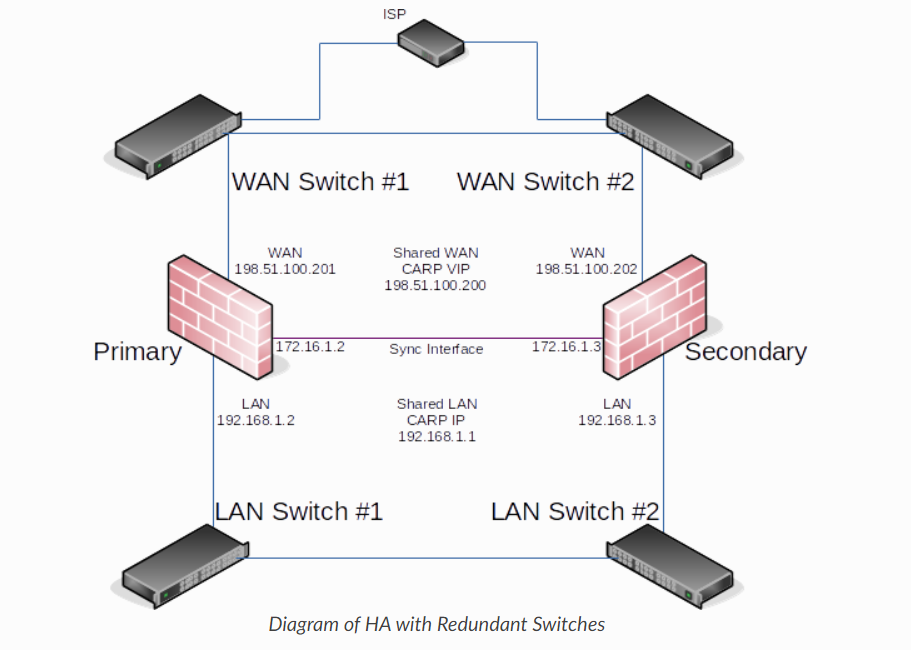 ISP
WAN Switch #1
WAN Switch #2
WAN
198.51.100.201
Shared WAN
CARP VIP
198.51.100.200
WAN
198.51.100.202
Primary
172.16.1.2
Sync Interface
172.16.1.3
Secondary
LAN
192.168.1.2
Shared LAN
CARP IP
192.168.1.1
LAN
192.168.1.3
LAN Switch #1
LAN Switch #2
Diagram of HA with Redundant Switches